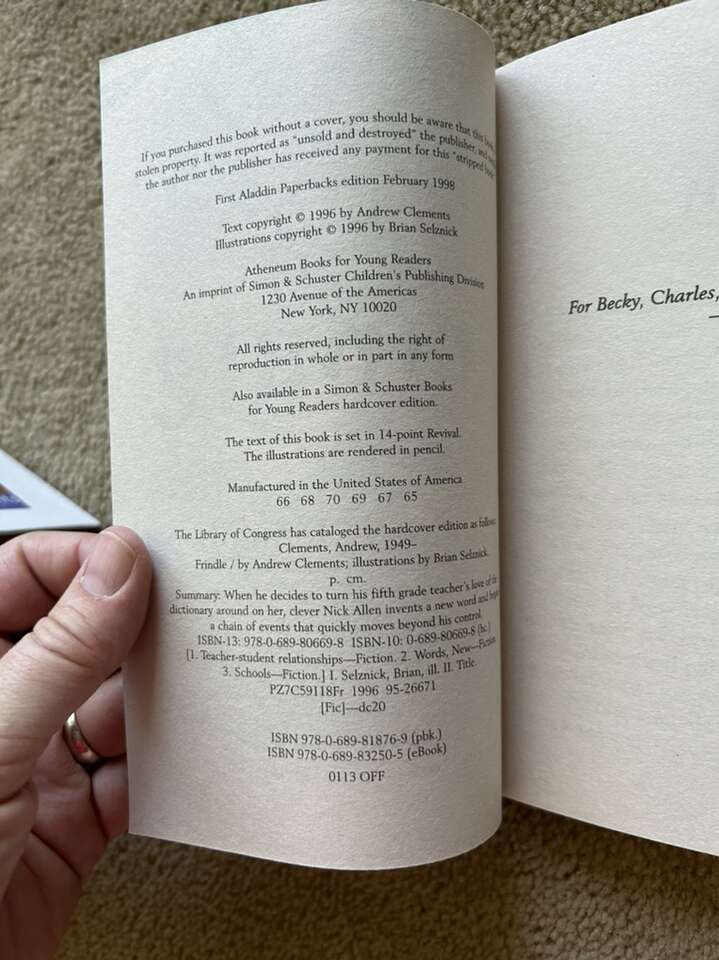 If you purchased this book without a cover, you should be aware that this book
stolen property. It was reported as "unsold and destroyed" the publisher, and
the author nor the publisher has received any payment for this "stripped book
First Aladdin Paperbacks edition February 1998
Text copyright © 1996 by Andrew Clements
Illustrations copyright © 1996 by Brian Selznick
Atheneum Books for Young Readers
An imprint of Simon & Schuster Children's Publishing Division
1230 Avenue of the Americas
New York, NY 10020
All rights reserved, including the right of
reproduction in whole or in part in any form
Also available in a Simon & Schuster Books
for Young Readers hardcover edition.
The text of this book is set in 14-point Revival.
The illustrations are rendered in pencil.
Manufactured in the United States of America
66 68 70 69 67 65
The Library of Congress has cataloged the hardcover edition as follows:
Clements, Andrew, 1949–
Frindle / by Andrew Clements; illustrations by Brian Selznick.
p. cm.
Summary: When he decides to turn his fifth grade teacher's love of the
dictionary around on her, clever Nick Allen invents a new word and
a chain of events that quickly moves beyond his control.
ISBN-13: 978-0-689-80669-8 ISBN-10: 0-689-80669-8 (hc.)
[1. Teacher-student relationships—Fiction. 2. Words, New—Fiction
3. Schools—Fiction.] I. Selznick, Brian, ill. II. Title.
PZ7C59118Fr 1996 95-26671
[Fic]—dc20
ISBN 978-0-689-81876-9 (pbk.)
ISBN 978-0-689-83250-5 (eBook)
0113 OFF
For Becky, Charles,